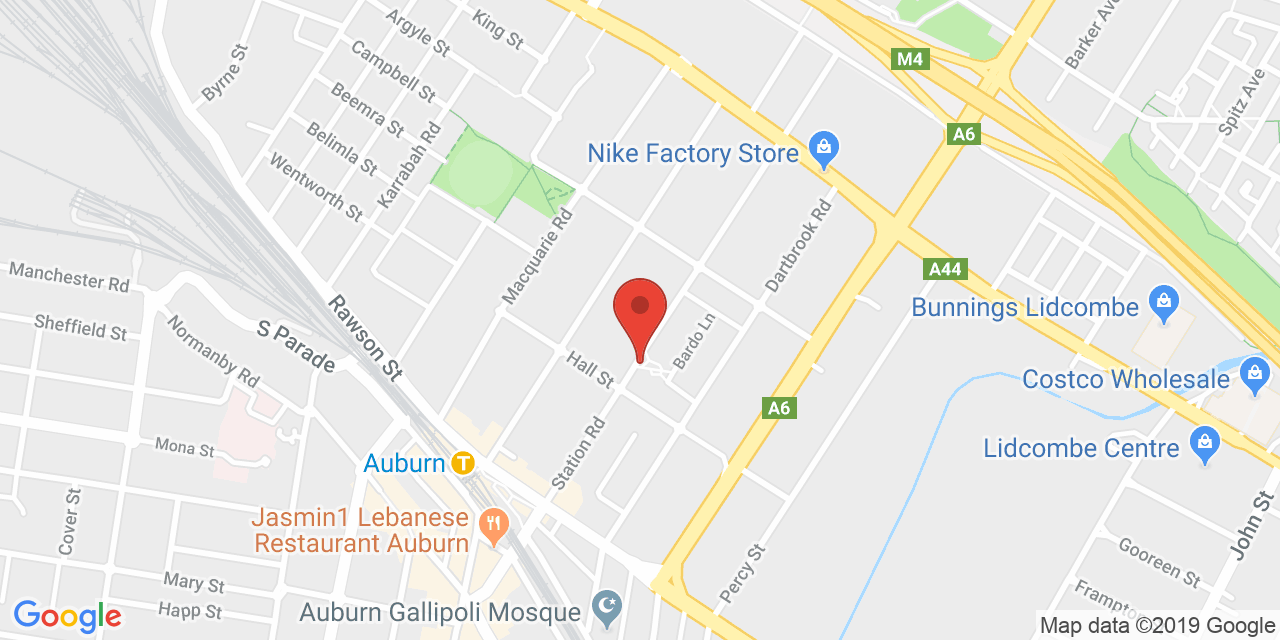 Argyle St
King St
Byrne St
Campbell St
Barker Ave
M4
Spitz Ave
Beemra St
A6
Belimla St
Karrabah Rd
Nike Factory Store
Wentworth St
Macquarie Rd
Dartbrook Rd
Manchester Rd
A44
Rawson St
Bunnings Lidcombe
Sheffield St
S Parade
Normanby Rd
Bardo Ln
Hall St
Costco Wholesale
A6
Mona St
Station Rd
Lidcombe Centre
Auburn
T
Cover St
Jasmin1 Lebanese
Restaurant Auburn
John St
Gooreen St
Percy St
Mary St
Frampton
Happ St
Auburn Gallipoli Mosque
Google
Map data ©2019 Google